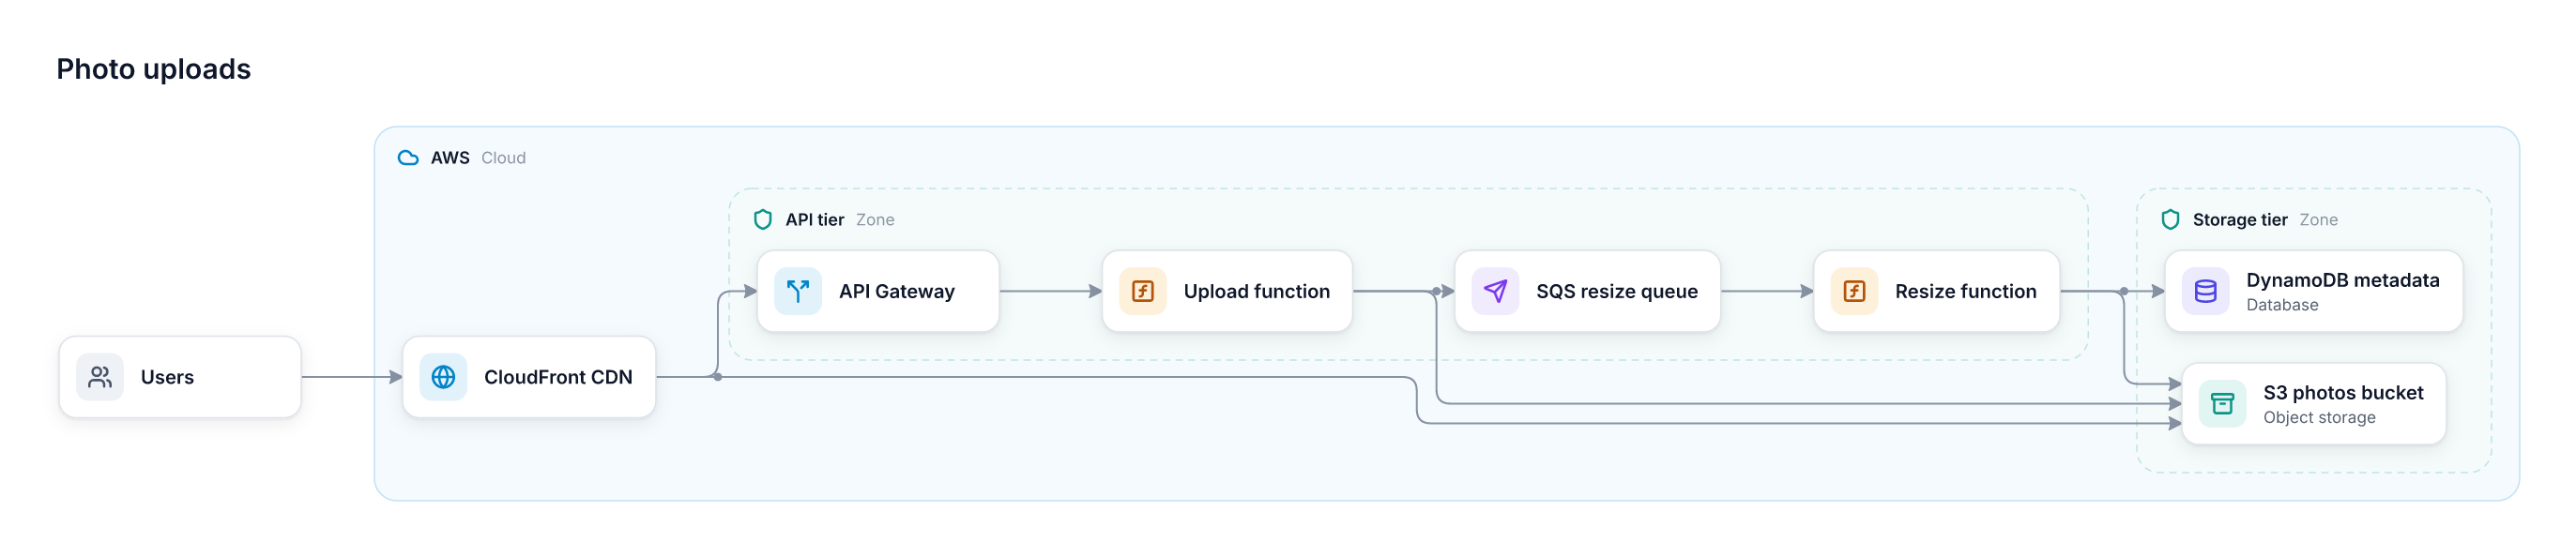 Photo uploads
AWS Cloud
API tier Zone
Storage tier Zone
API Gateway
Upload function
SQS resize queue
Resize function
DynamoDB metadata
Database
Users
CloudFront CDN
S3 photos bucket
Object storage